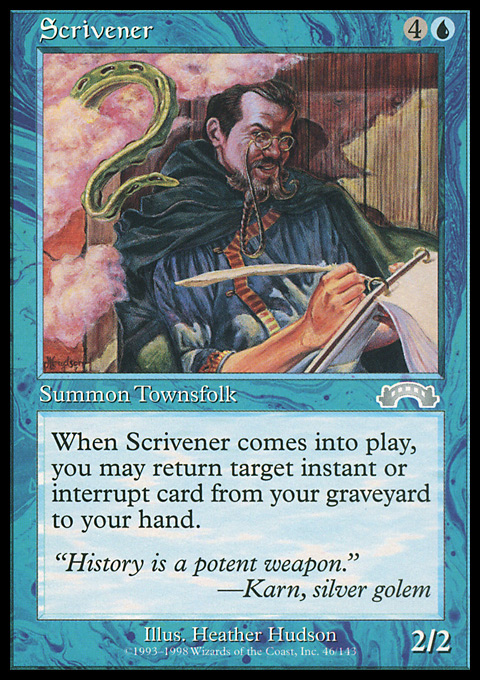 Scrivener 4
Summon Townsfolk
When Scrivener comes into play,
you may return target instant or
interrupt card from your graveyard
to your hand.
“History is a potent weapon.”
—Karn, silver golem
Illus. Heather Hudson
©1993–1998 Wizards of the Coast, Inc. 46/143
2/2